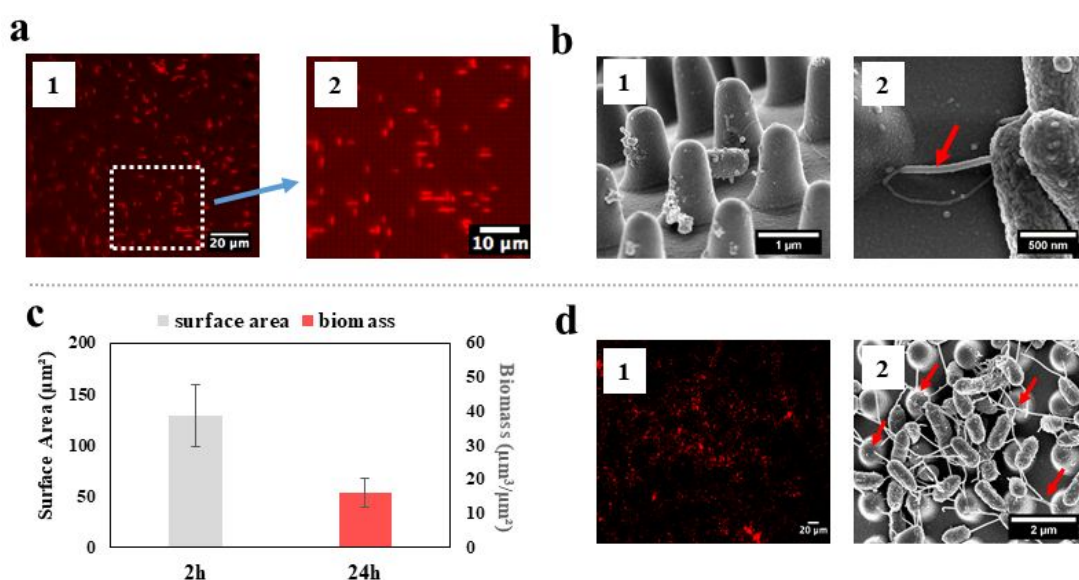 a
1
20 µm
2
10 µm
b
1
1 µm
2
500 nm
c
surface area biomass
Surface Area (µm²)
200
150
100
50
0
Biomass (µm³/µm²)
60
50
40
30
20
10
0
2h 24h
d
1
20 µm
2
2 µm